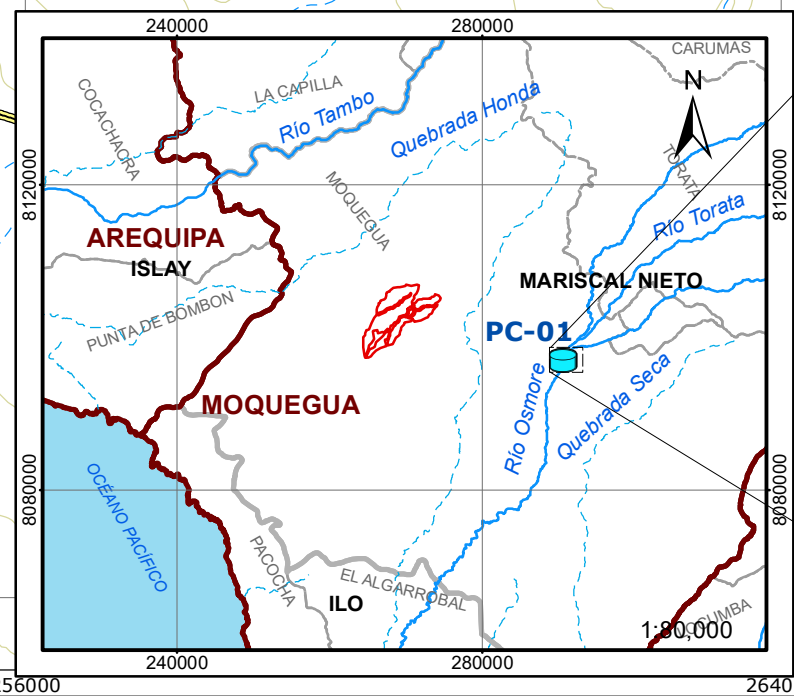 240000
280000
CARUMAS
N
COCACHACRA
LA CAPILLA
Río Tambo
Quebrada Honda
TORATA
8120000
8120000
MOQUEGUA
Río Torata
AREQUIPA
ISLAY
MARISCAL NIETO
PUNTA DE BOMBON
PC-01
MOQUEGUA
Río Osmore
Quebrada Seca
8080000
8080000
OCÉANO PACÍFICO
PACOCHA
EL ALGARROBAL
ILO
1:80,000
240000
280000
256000
2640